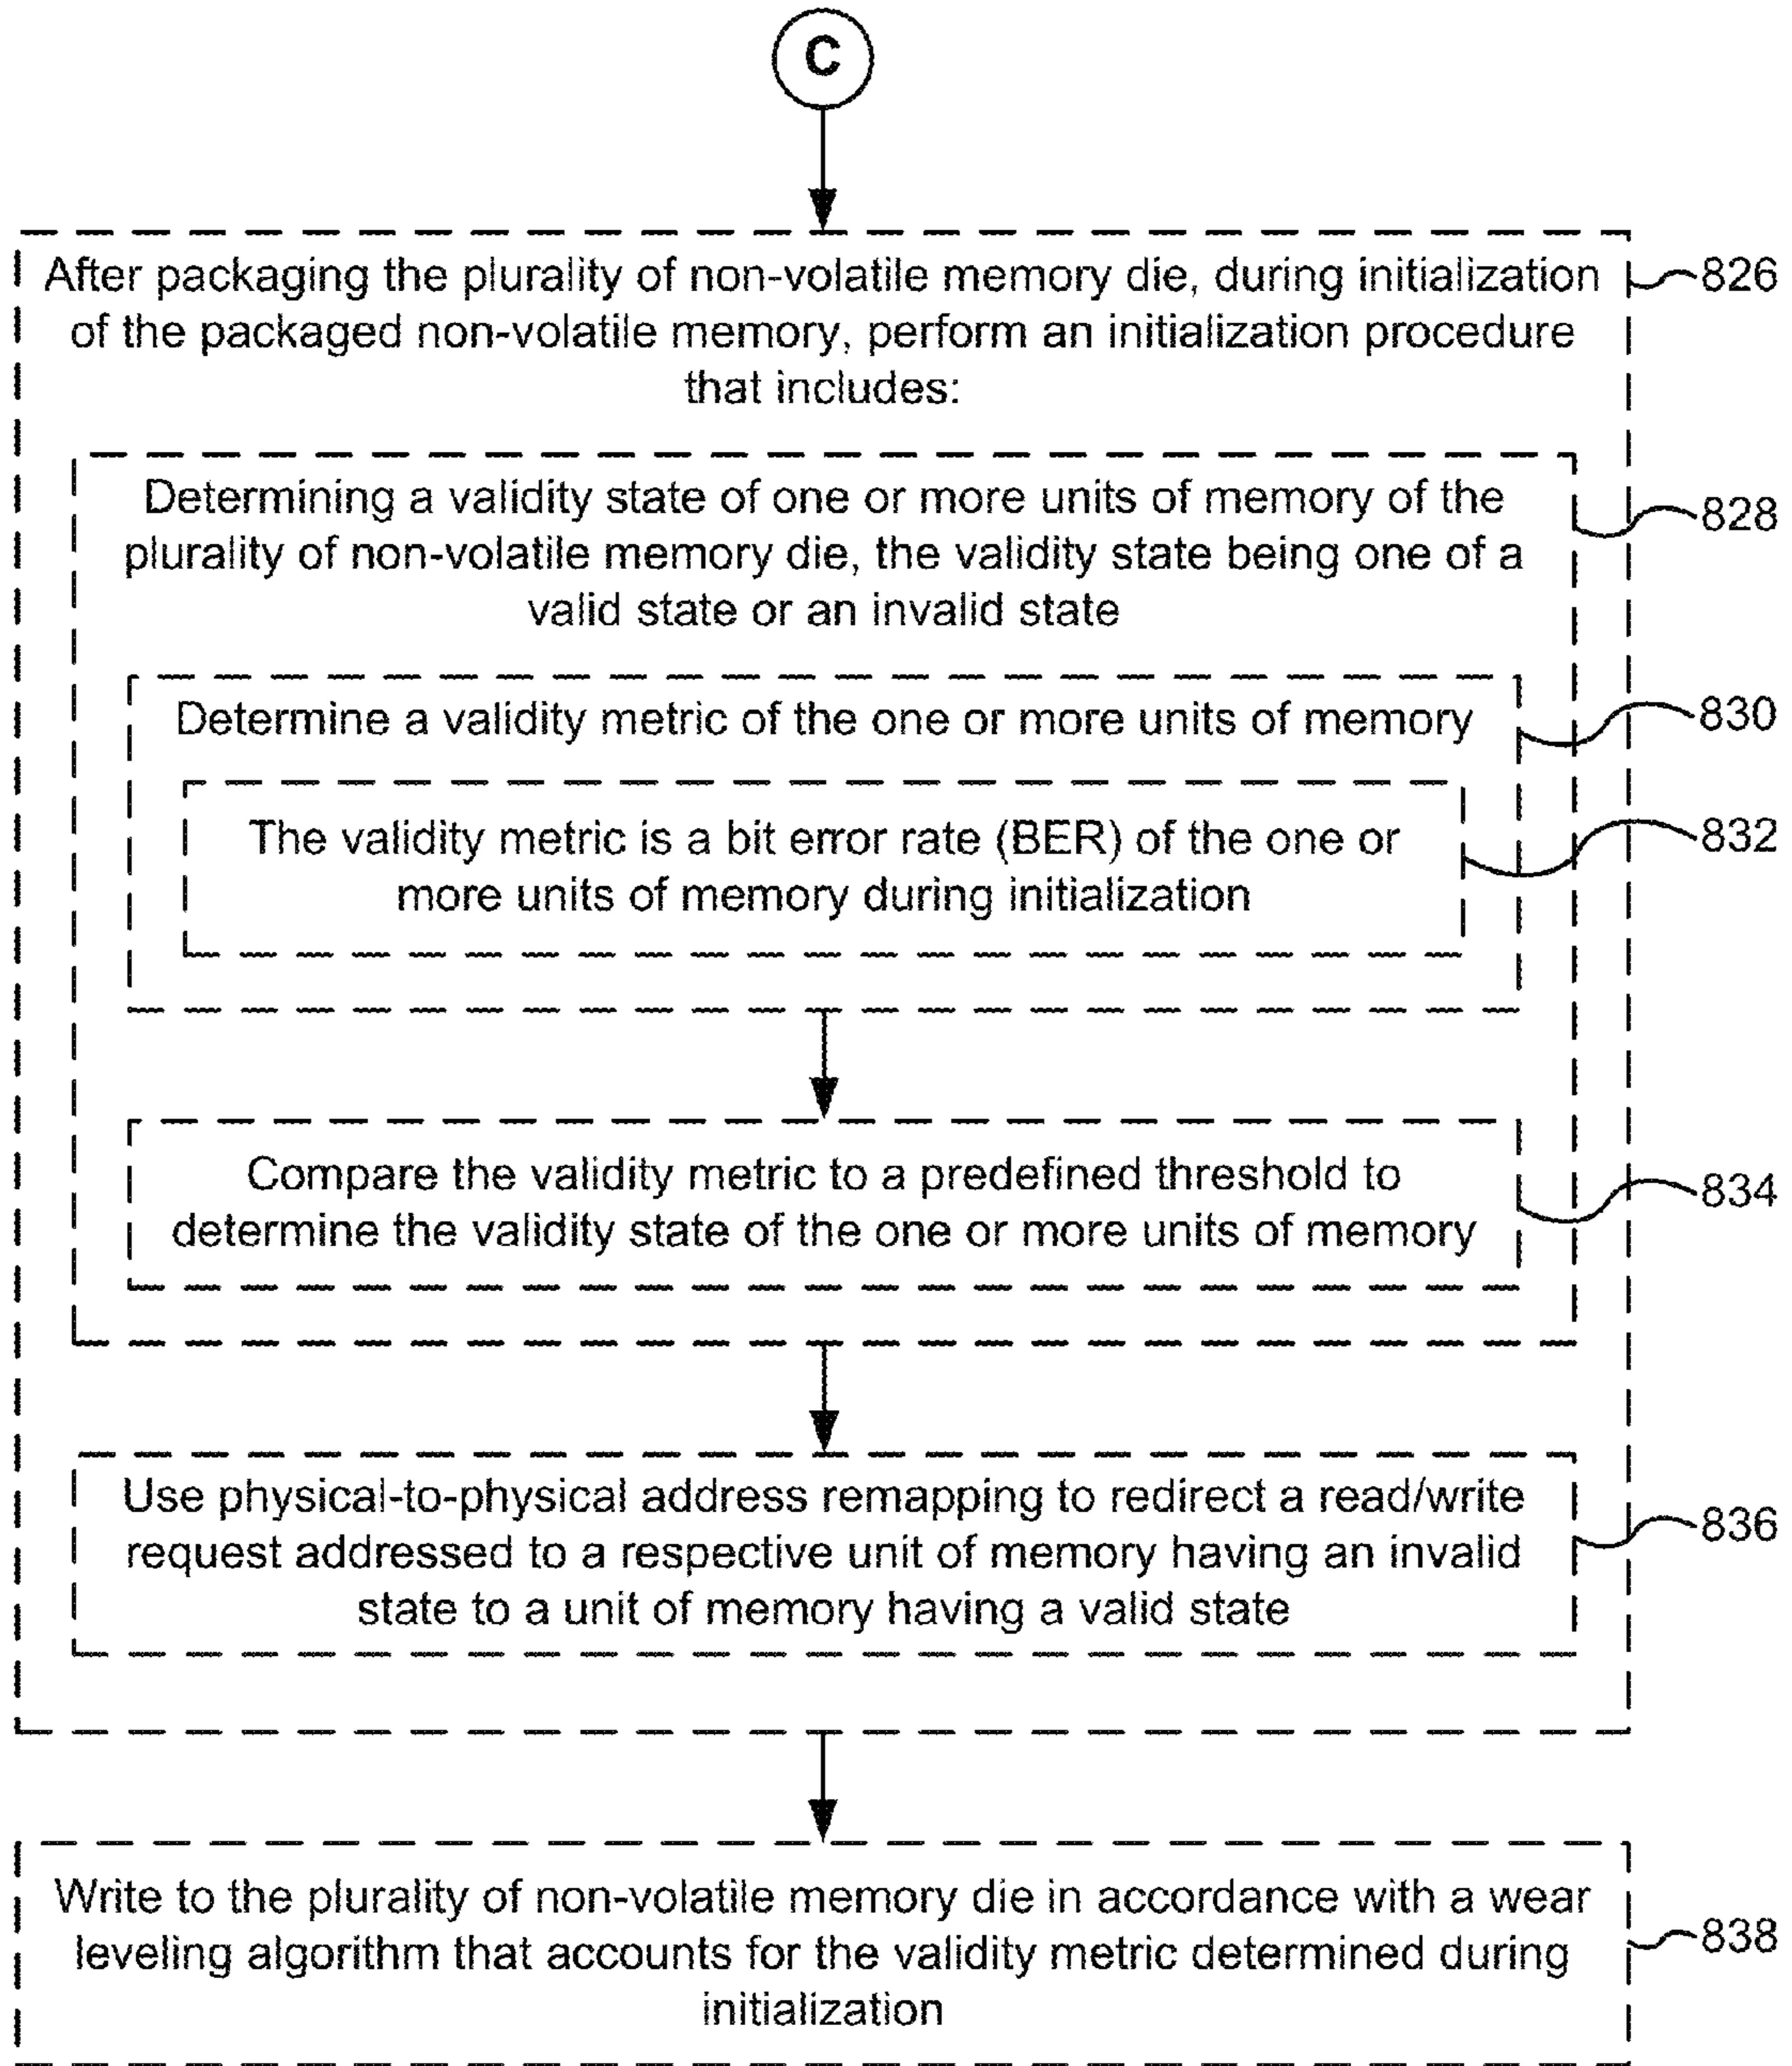 C
After packaging the plurality of non-volatile memory die, during initialization
of the packaged non-volatile memory, perform an initialization procedure
that includes:
826
Determining a validity state of one or more units of memory of the
plurality of non-volatile memory die, the validity state being one of a
valid state or an invalid state
828
Determine a validity metric of the one or more units of memory
830
The validity metric is a bit error rate (BER) of the one or
more units of memory during initialization
832
Compare the validity metric to a predefined threshold to
determine the validity state of the one or more units of memory
834
Use physical-to-physical address remapping to redirect a read/write
request addressed to a respective unit of memory having an invalid
state to a unit of memory having a valid state
836
Write to the plurality of non-volatile memory die in accordance with a wear
leveling algorithm that accounts for the validity metric determined during
initialization
838